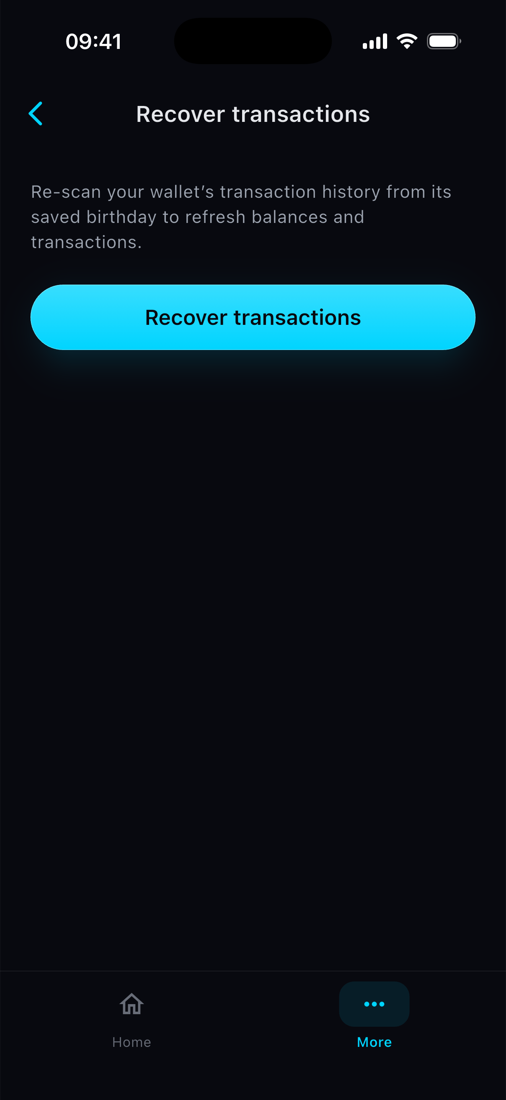 09:41
Recover transactions
Re-scan your wallet’s transaction history from its
saved birthday to refresh balances and
transactions.
Recover transactions
Home
More